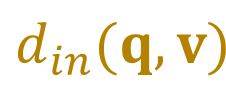 d_{in}(q, v)